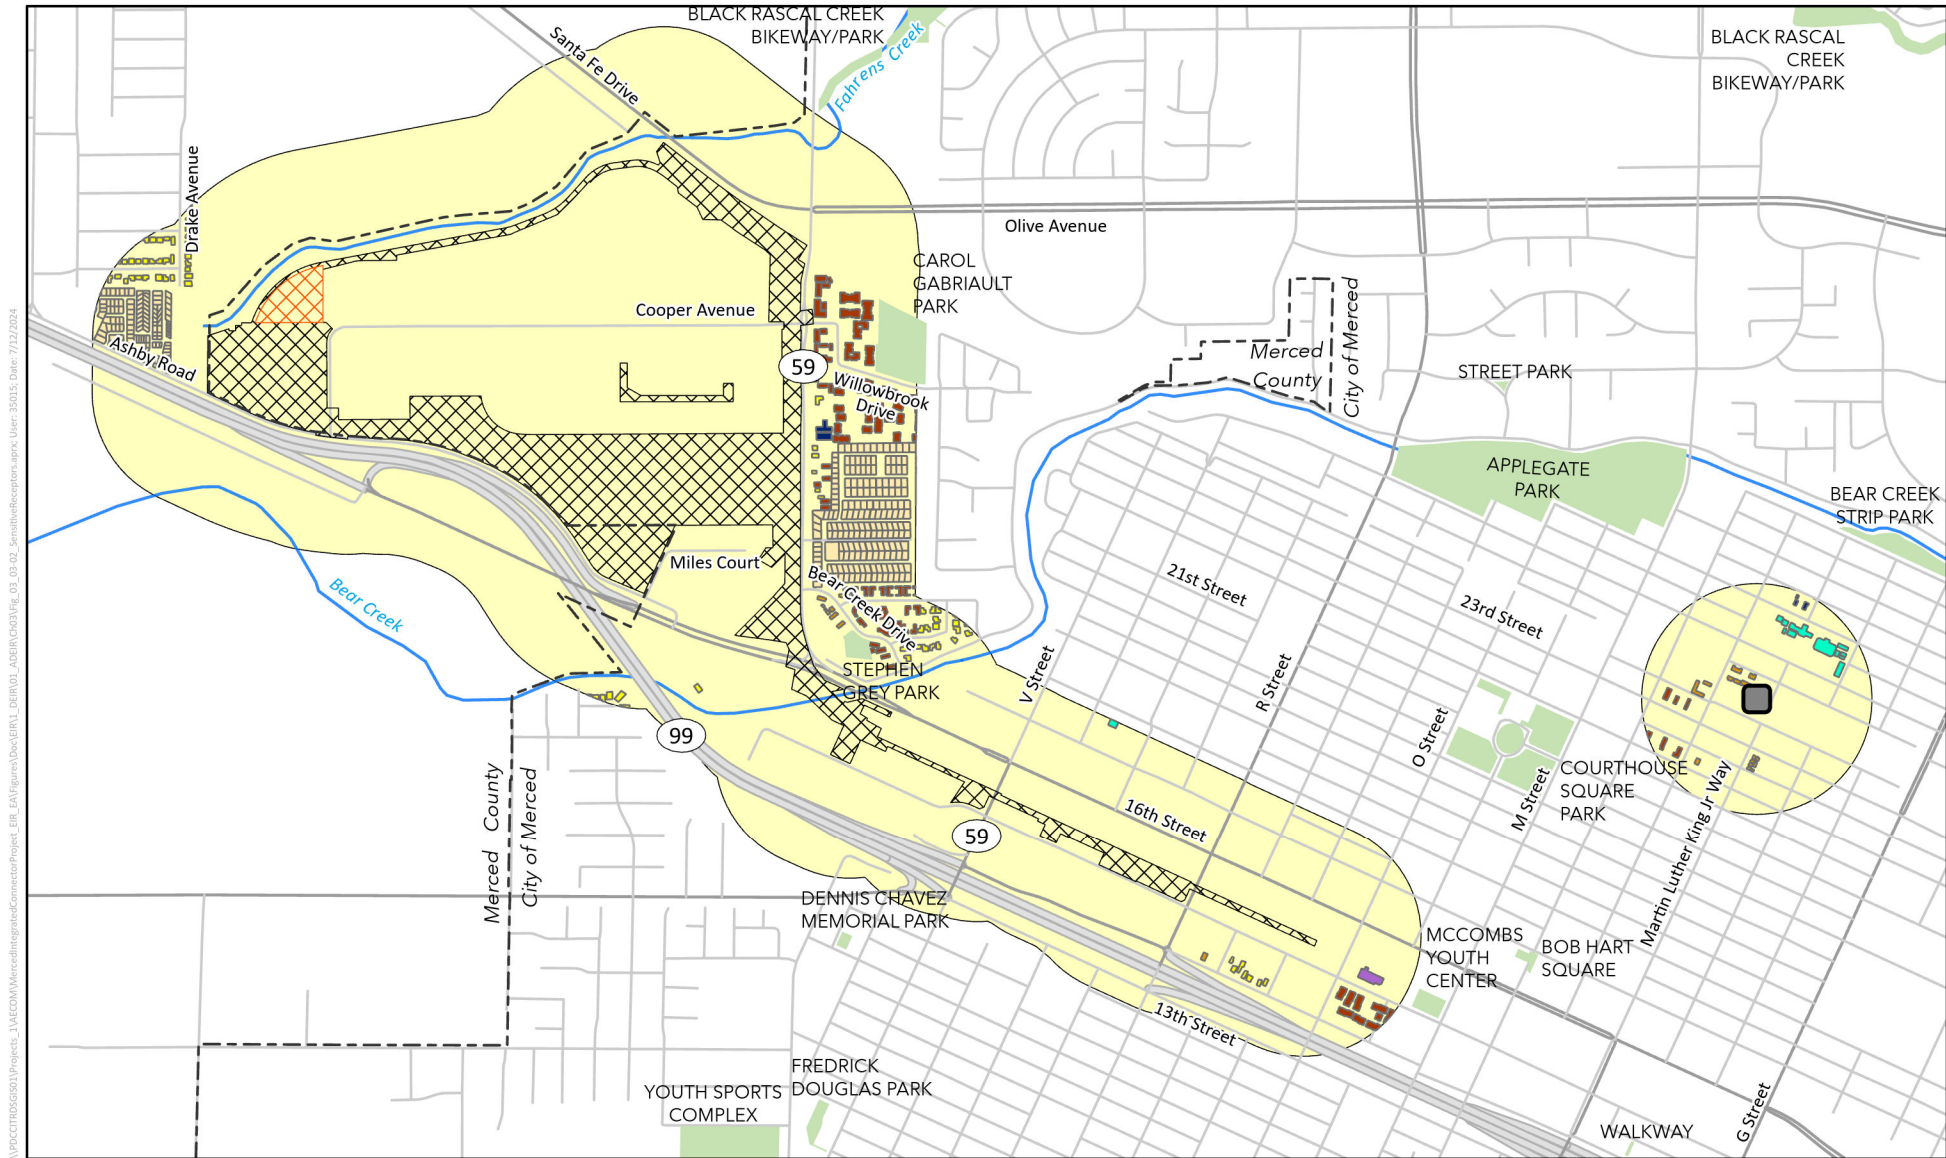 BLACK RASCAL CREEK
BIKEWAY/PARK
Santa Fe Drive
Fahrens Creek
BLACK RASCAL
CREEK
BIKEWAY/PARK
Drake Avenue
Olive Avenue
CAROL
GABRIAULT
PARK
Cooper Avenue
Ashby Road
59
Willowbrook
Drive
Merced
County
City of Merced
STREET PARK
APPLEGATE
PARK
BEAR CREEK
STRIP PARK
Miles Court
Bear Creek Drive
21st Street
23rd Street
Bear Creek
STEPHEN
GREY PARK
V Street
R Street
O Street
M Street
COURTHOUSE
SQUARE
PARK
Martin Luther King Jr Way
99
Merced County
City of Merced
16th Street
59
DENNIS CHAVEZ
MEMORIAL PARK
MCCOMBS
YOUTH
CENTER
BOB HART
SQUARE
13th Street
FREDRICK
DOUGLAS PARK
YOUTH SPORTS
COMPLEX
G Street
WALKWAY